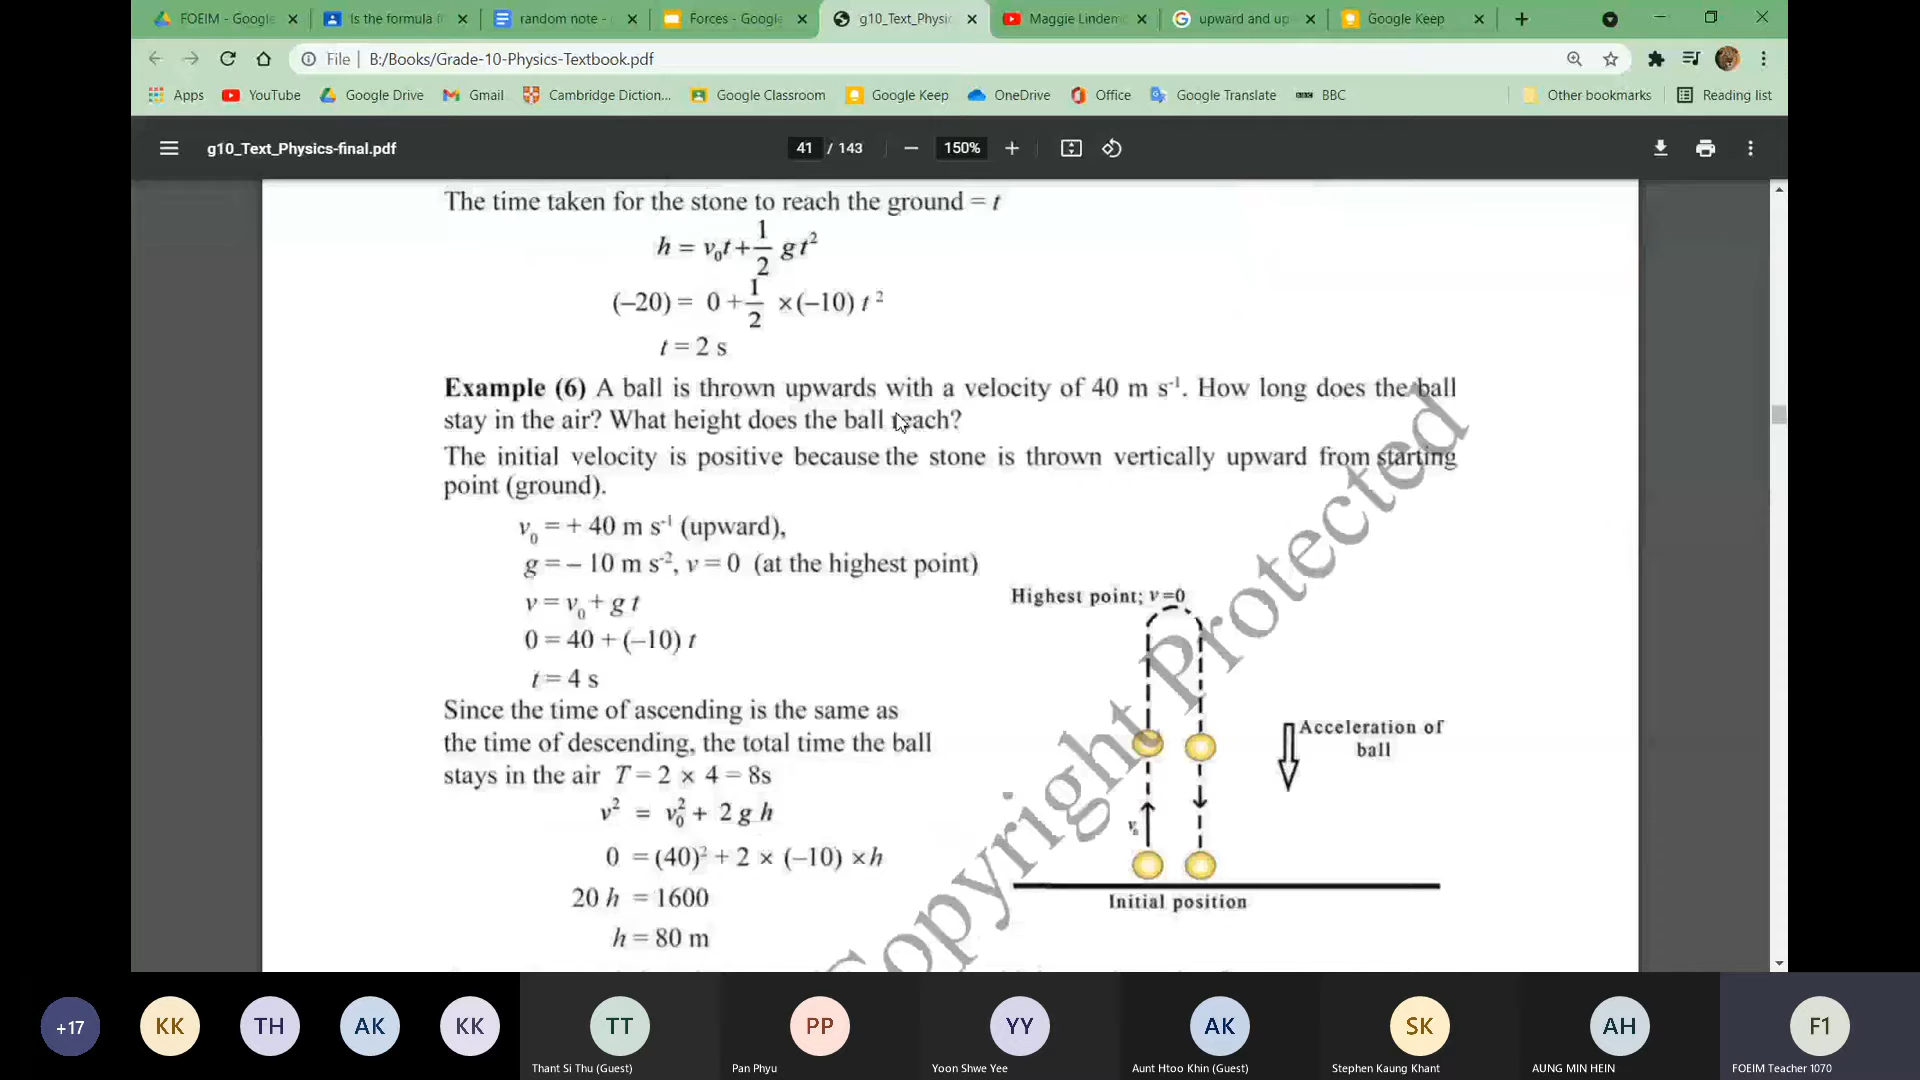 FOEIM - Google
Is the formula f
random note -
Forces - Google
g10_Text_Physic
Maggie Lindem
upward and up
Google Keep
File
B:/Books/Grade-10-Physics-Textbook.pdf
Apps
YouTube
Google Drive
Gmail
Cambridge Diction...
Google Classroom
Google Keep
OneDrive
Office
Google Translate
BBC
Other bookmarks
Reading list
g10_Text_Physics-final.pdf
41 / 143
150%
The time taken for the stone to reach the ground = t
h = v₀t + 1/2 g t²
(–20) = 0 + 1/2 × (–10) t²
t = 2 s
Example (6) A ball is thrown upwards with a velocity of 40 m s⁻¹. How long does the ball
stay in the air? What height does the ball reach?
The initial velocity is positive because the stone is thrown vertically upward from starting
point (ground).
v₀ = + 40 m s⁻¹ (upward),
g = – 10 m s⁻², v = 0 (at the highest point)
v = v₀ + g t
0 = 40 + (–10) t
t = 4 s
Since the time of ascending is the same as
the time of descending, the total time the ball
stays in the air T = 2 × 4 = 8s
v² = v₀² + 2 g h
0 = (40)² + 2 × (–10) × h
20 h = 1600
h = 80 m
Highest point; v =0
Acceleration of
ball
v₀
Initial position
Copyright Protected
+17
KK
TH
AK
KK
TT
Thant Si Thu (Guest)
PP
Pan Phyu
YY
Yoon Shwe Yee
AK
Aunt Htoo Khin (Guest)
SK
Stephen Kaung Khant
AH
AUNG MIN HEIN
F1
FOEIM Teacher 1070